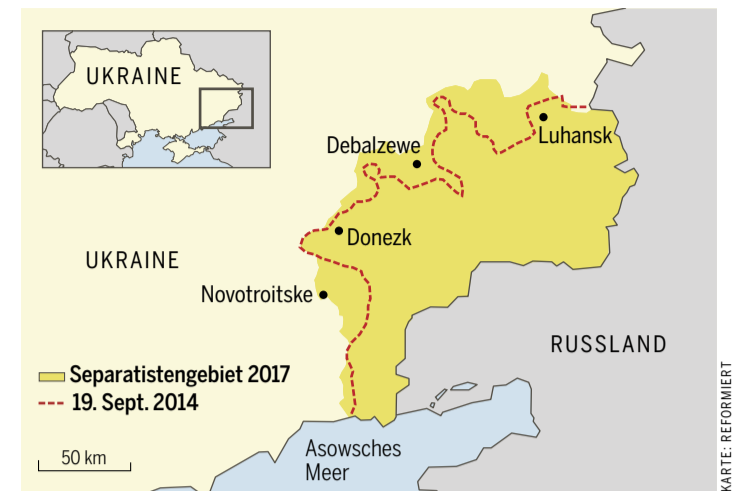 UKRAINE
Luhansk
Debalzewe
Donezk
UKRAINE
Novotroitske
RUSSLAND
Separatistengebiet 2017
19. Sept. 2014
Asowsches
Meer
50 km
KARTE: REFORMIERT